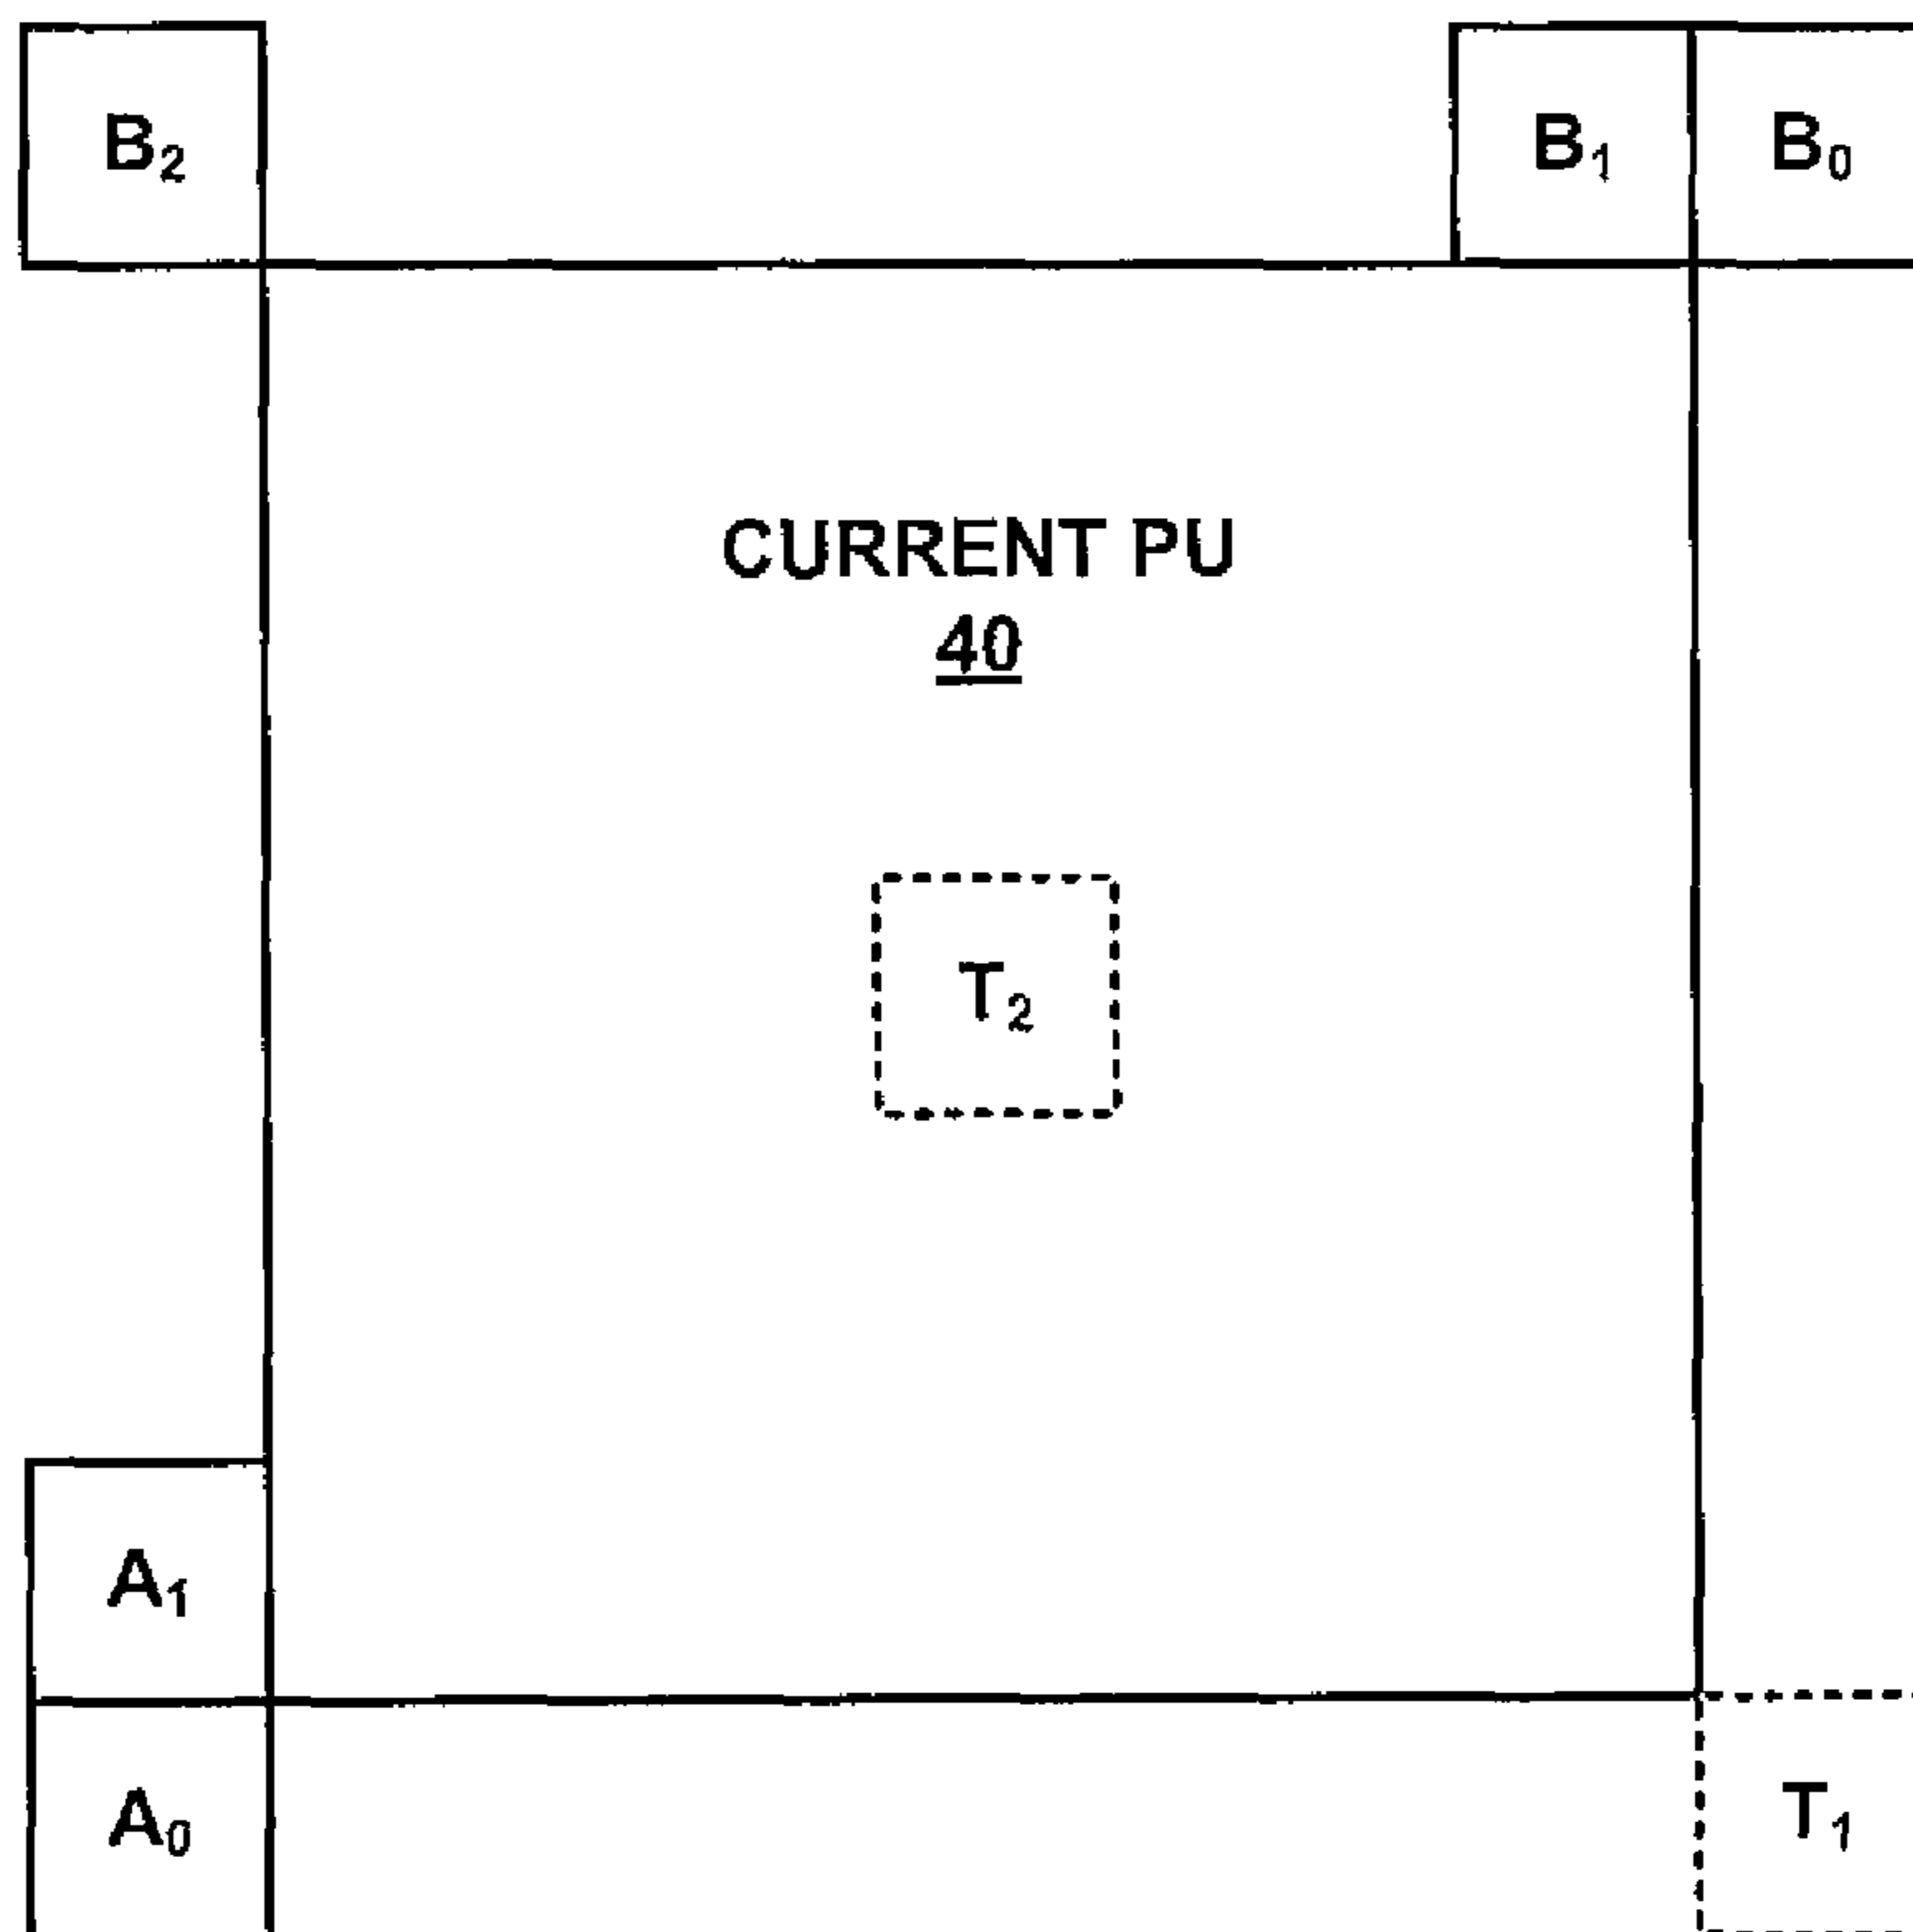 B₂
B₁
B₀
CURRENT PU
40
T₂
A₁
A₀
T₁